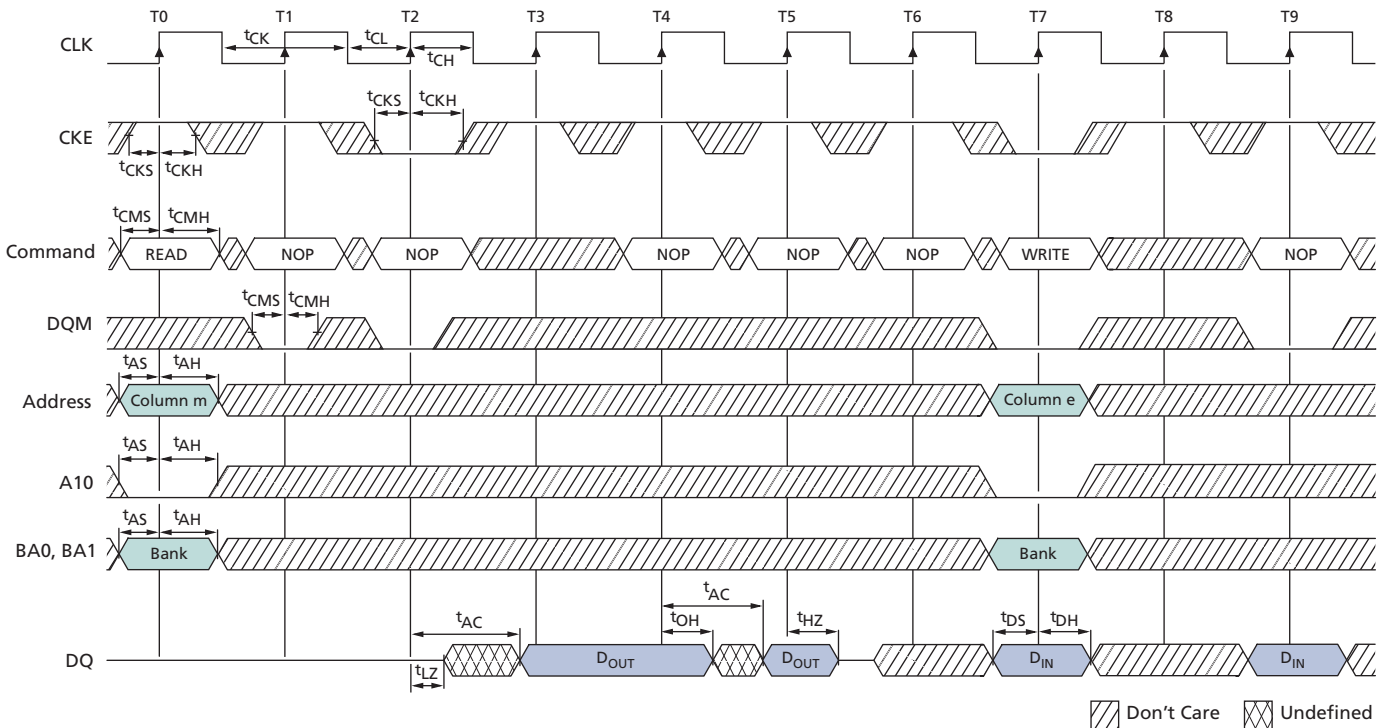 T0 T1 T2 T3 T4 T5 T6 T7 T8 T9
CLK tCK tCL tCH
tCKS tCKH
CKE
tCKS tCKH
tCMS tCMH
Command READ NOP NOP NOP NOP NOP WRITE NOP
tCMS tCMH
DQM
tAS tAH
Address Column m Column e
tAS tAH
A10
tAS tAH
BA0, BA1 Bank Bank
tAC tAC tOH tHZ tDS tDH
DQ DOUT DOUT DIN DIN
tLZ
Don't Care Undefined